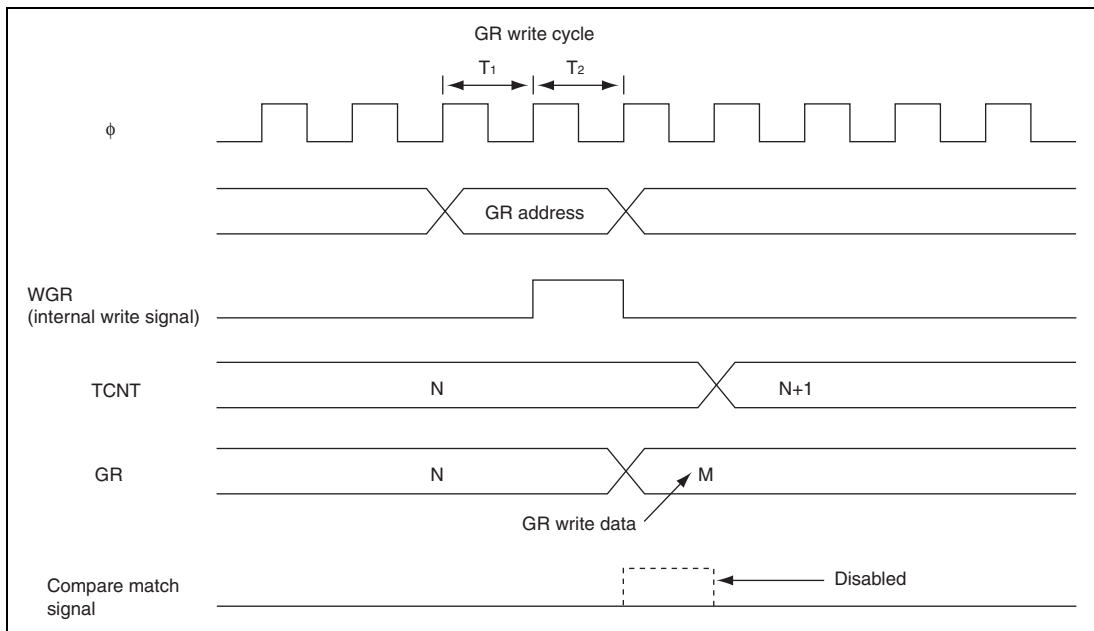 GR write cycle
T1 T2
ϕ
GR address
WGR
(internal write signal)
TCNT N N+1
GR N M
GR write data
Compare match
signal
Disabled